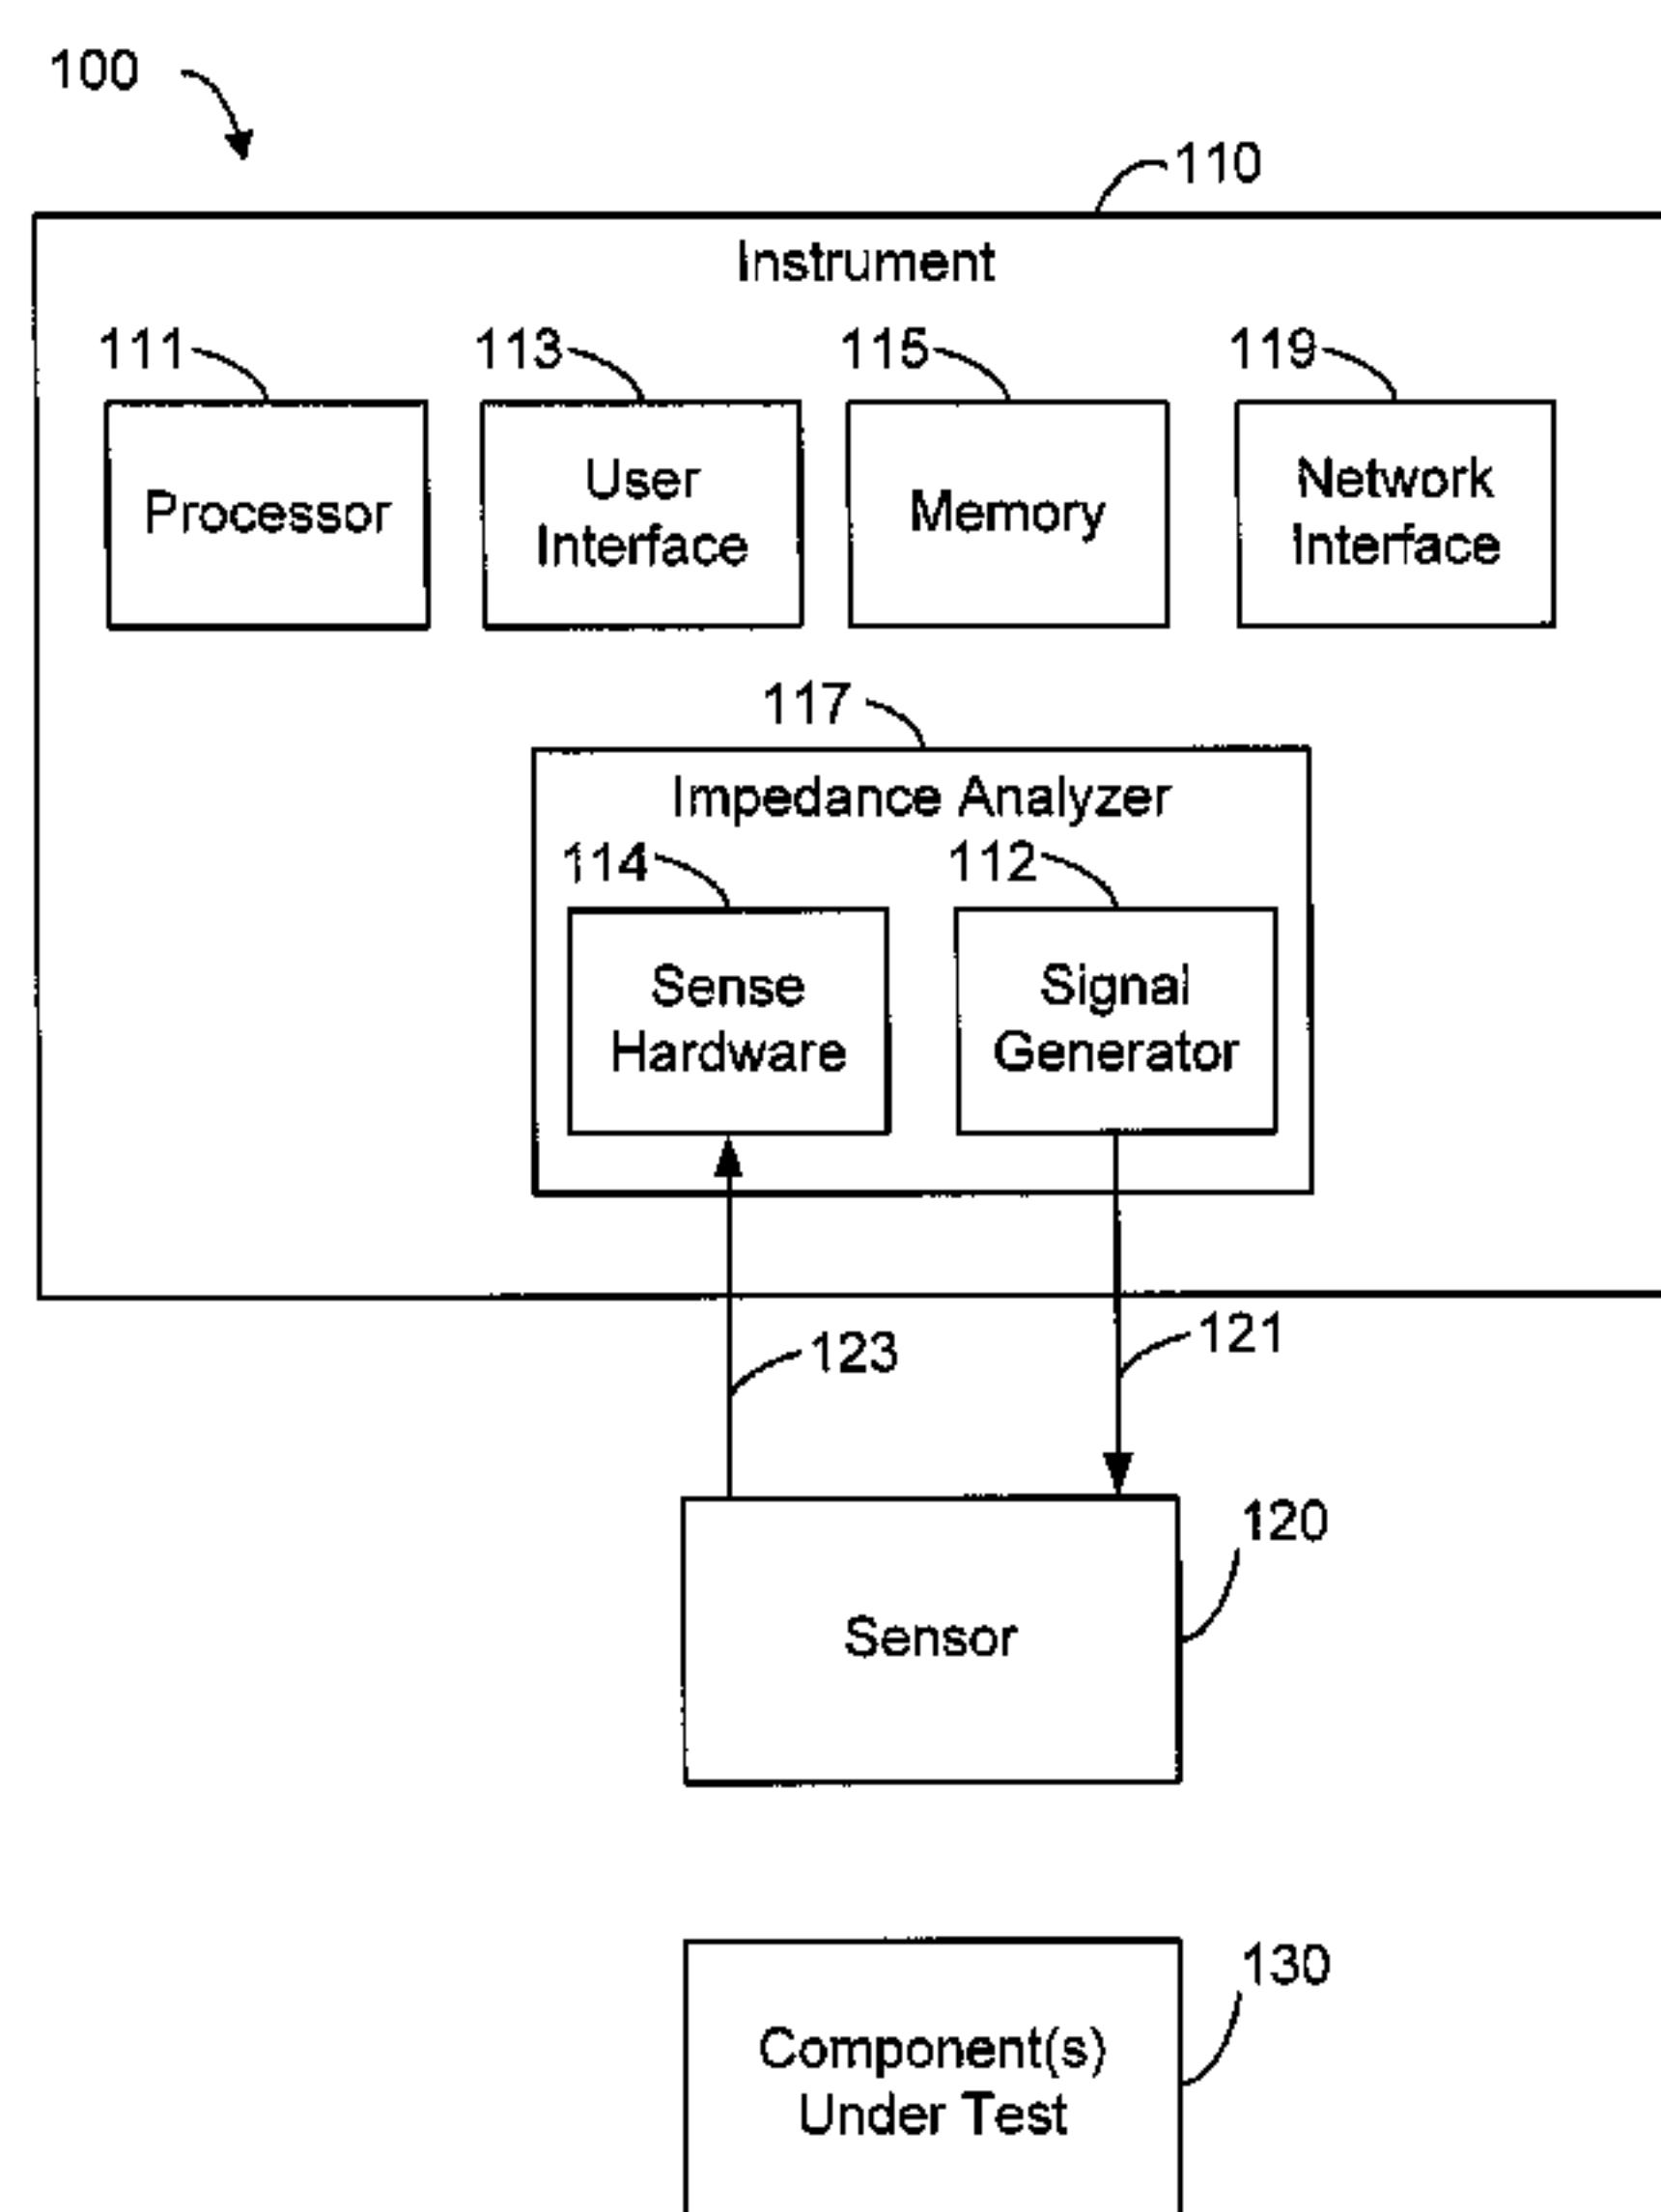 100
110
Instrument
111
113
115
119
Processor
User
Interface
Memory
Network
Interface
117
Impedance Analyzer
114
112
Sense
Hardware
Signal
Generator
123
121
120
Sensor
130
Component(s)
Under Test